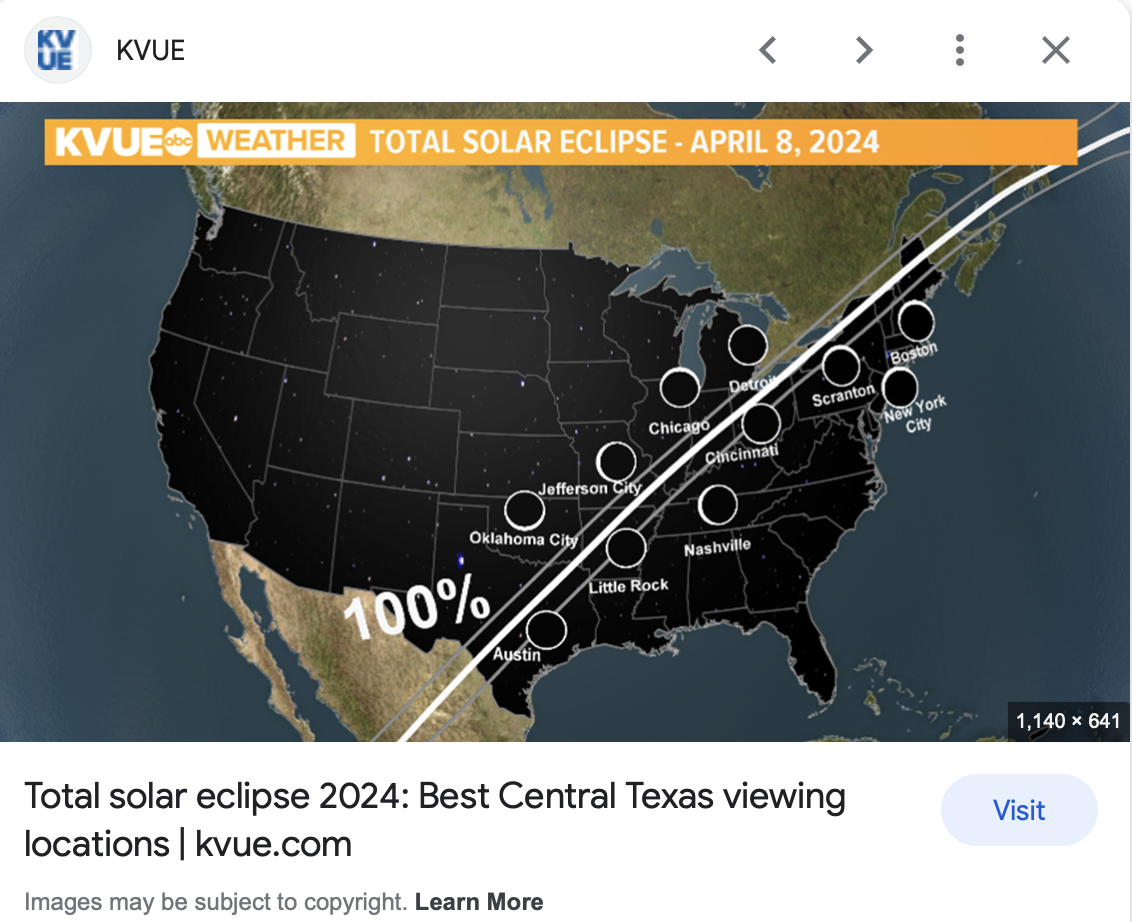 KV
UE
KVUE
KVUE abc WEATHER TOTAL SOLAR ECLIPSE - APRIL 8, 2024
Boston
Detroit
Scranton
New York
City
Chicago
Cincinnati
Jefferson City
Oklahoma City
Nashville
Little Rock
100%
Austin
1,140 × 641
Total solar eclipse 2024: Best Central Texas viewing
locations | kvue.com
Visit
Images may be subject to copyright. Learn More